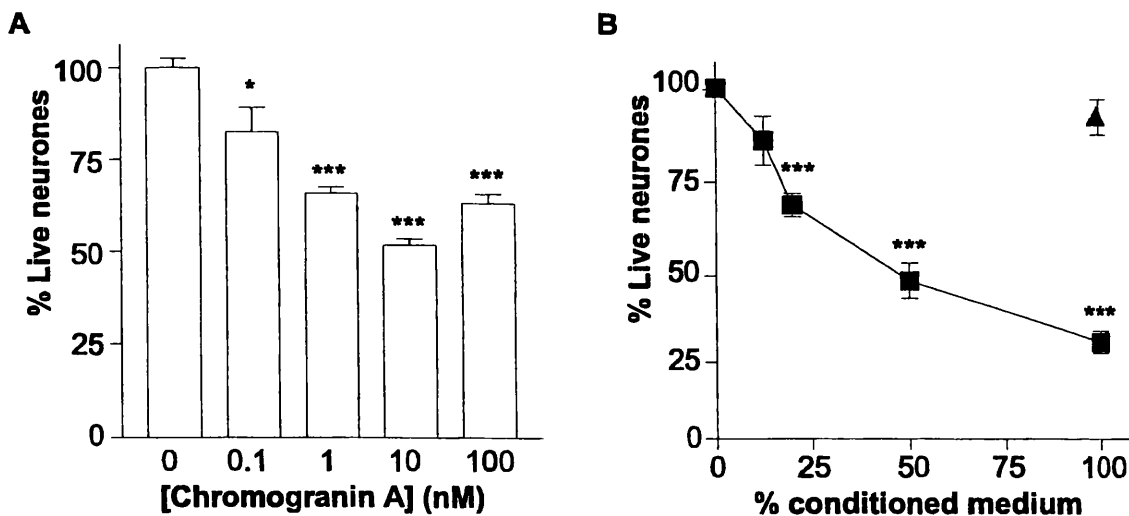 A
% Live neurones
100
75
50
25
0
*
***
***
***
0 0.1 1 10 100
[Chromogranin A] (nM)
B
% Live neurones
100
75
50
25
0
***
***
***
0 25 50 75 100
% conditioned medium